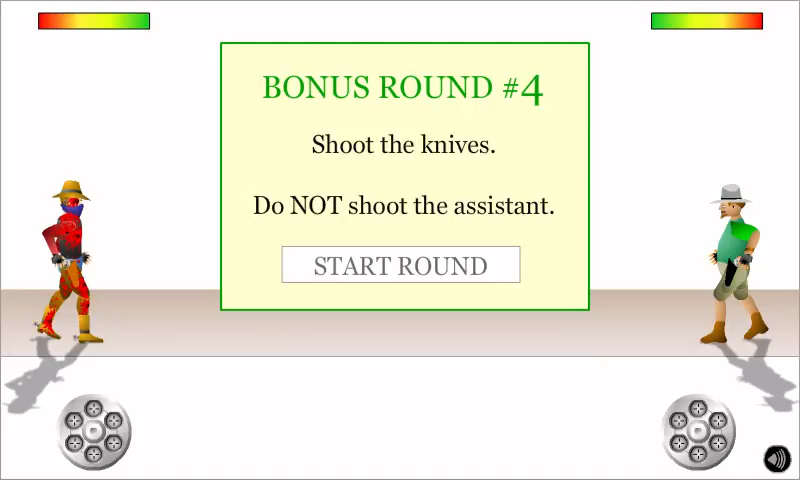 BONUS ROUND #4
Shoot the knives.
Do NOT shoot the assistant.
START ROUND